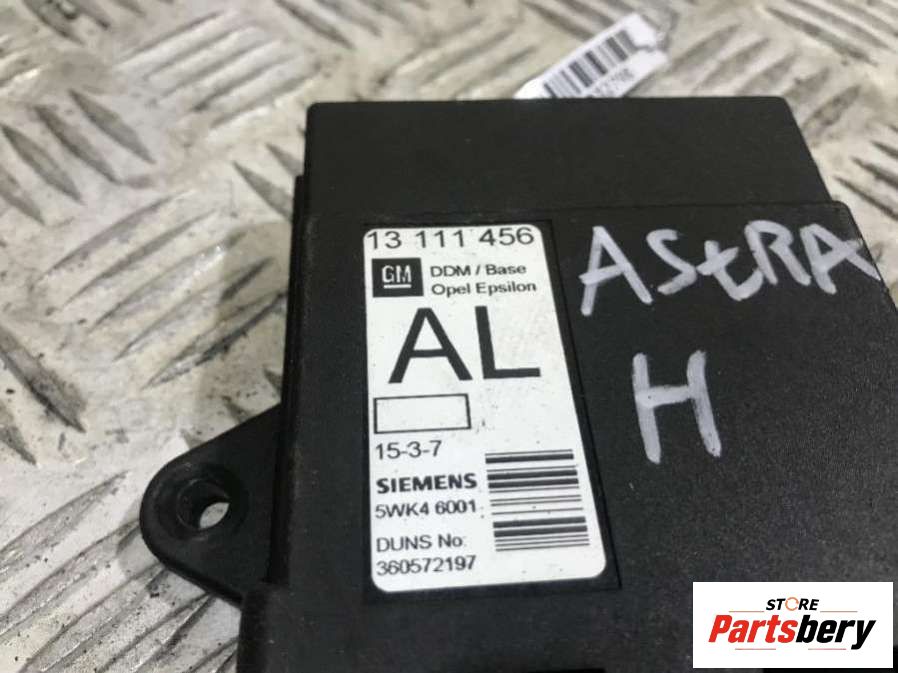 13 111 456
GM
DDM / Base
Opel Epsilon
AL
15-3-7
SIEMENS
5WK4 6001
DUNS No:
360572197
AStRA
H
STORE
Partsbery